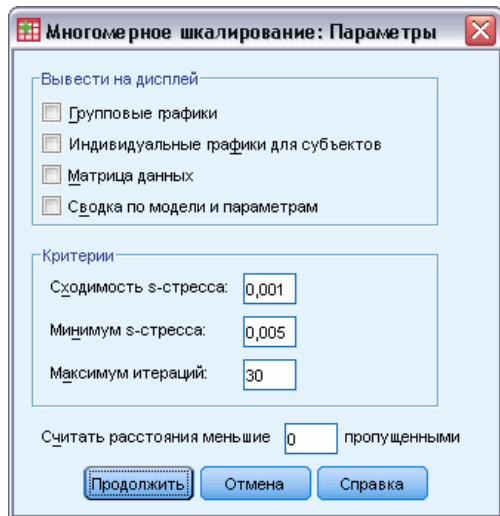 Многомерное шкалирование: Параметры
Вывести на дисплей
Групповые графики
Индивидуальные графики для субъектов
Матрица данных
Сводка по модели и параметрам
Критерии
Сходимость s-стресса: 0,001
Минимум s-стресса: 0,005
Максимум итераций: 30
Считать расстояния меньшие 0 пропущенными
Продолжить Отмена Справка